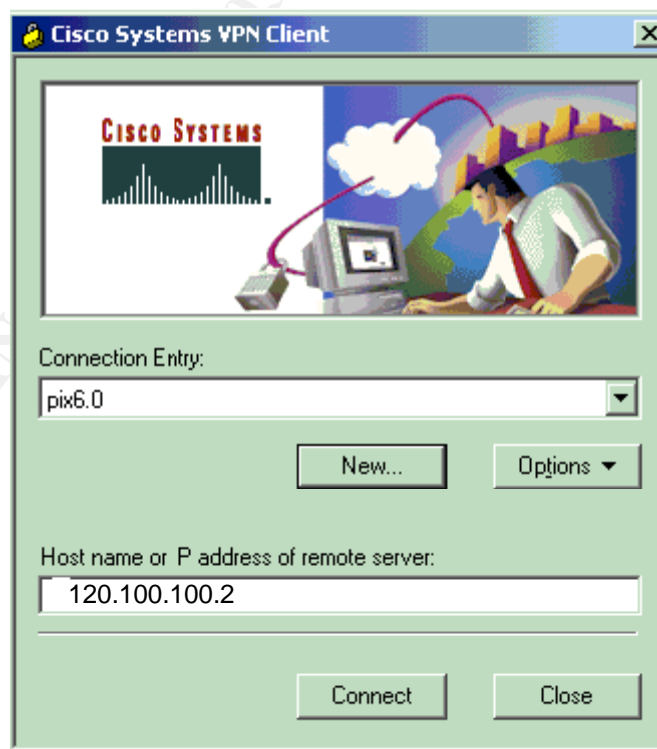 Cisco Systems VPN Client
CISCO SYSTEMS
Connection Entry:
pix6.0
New...
Options
Host name or P address of remote server:
120.100.100.2
Connect
Close